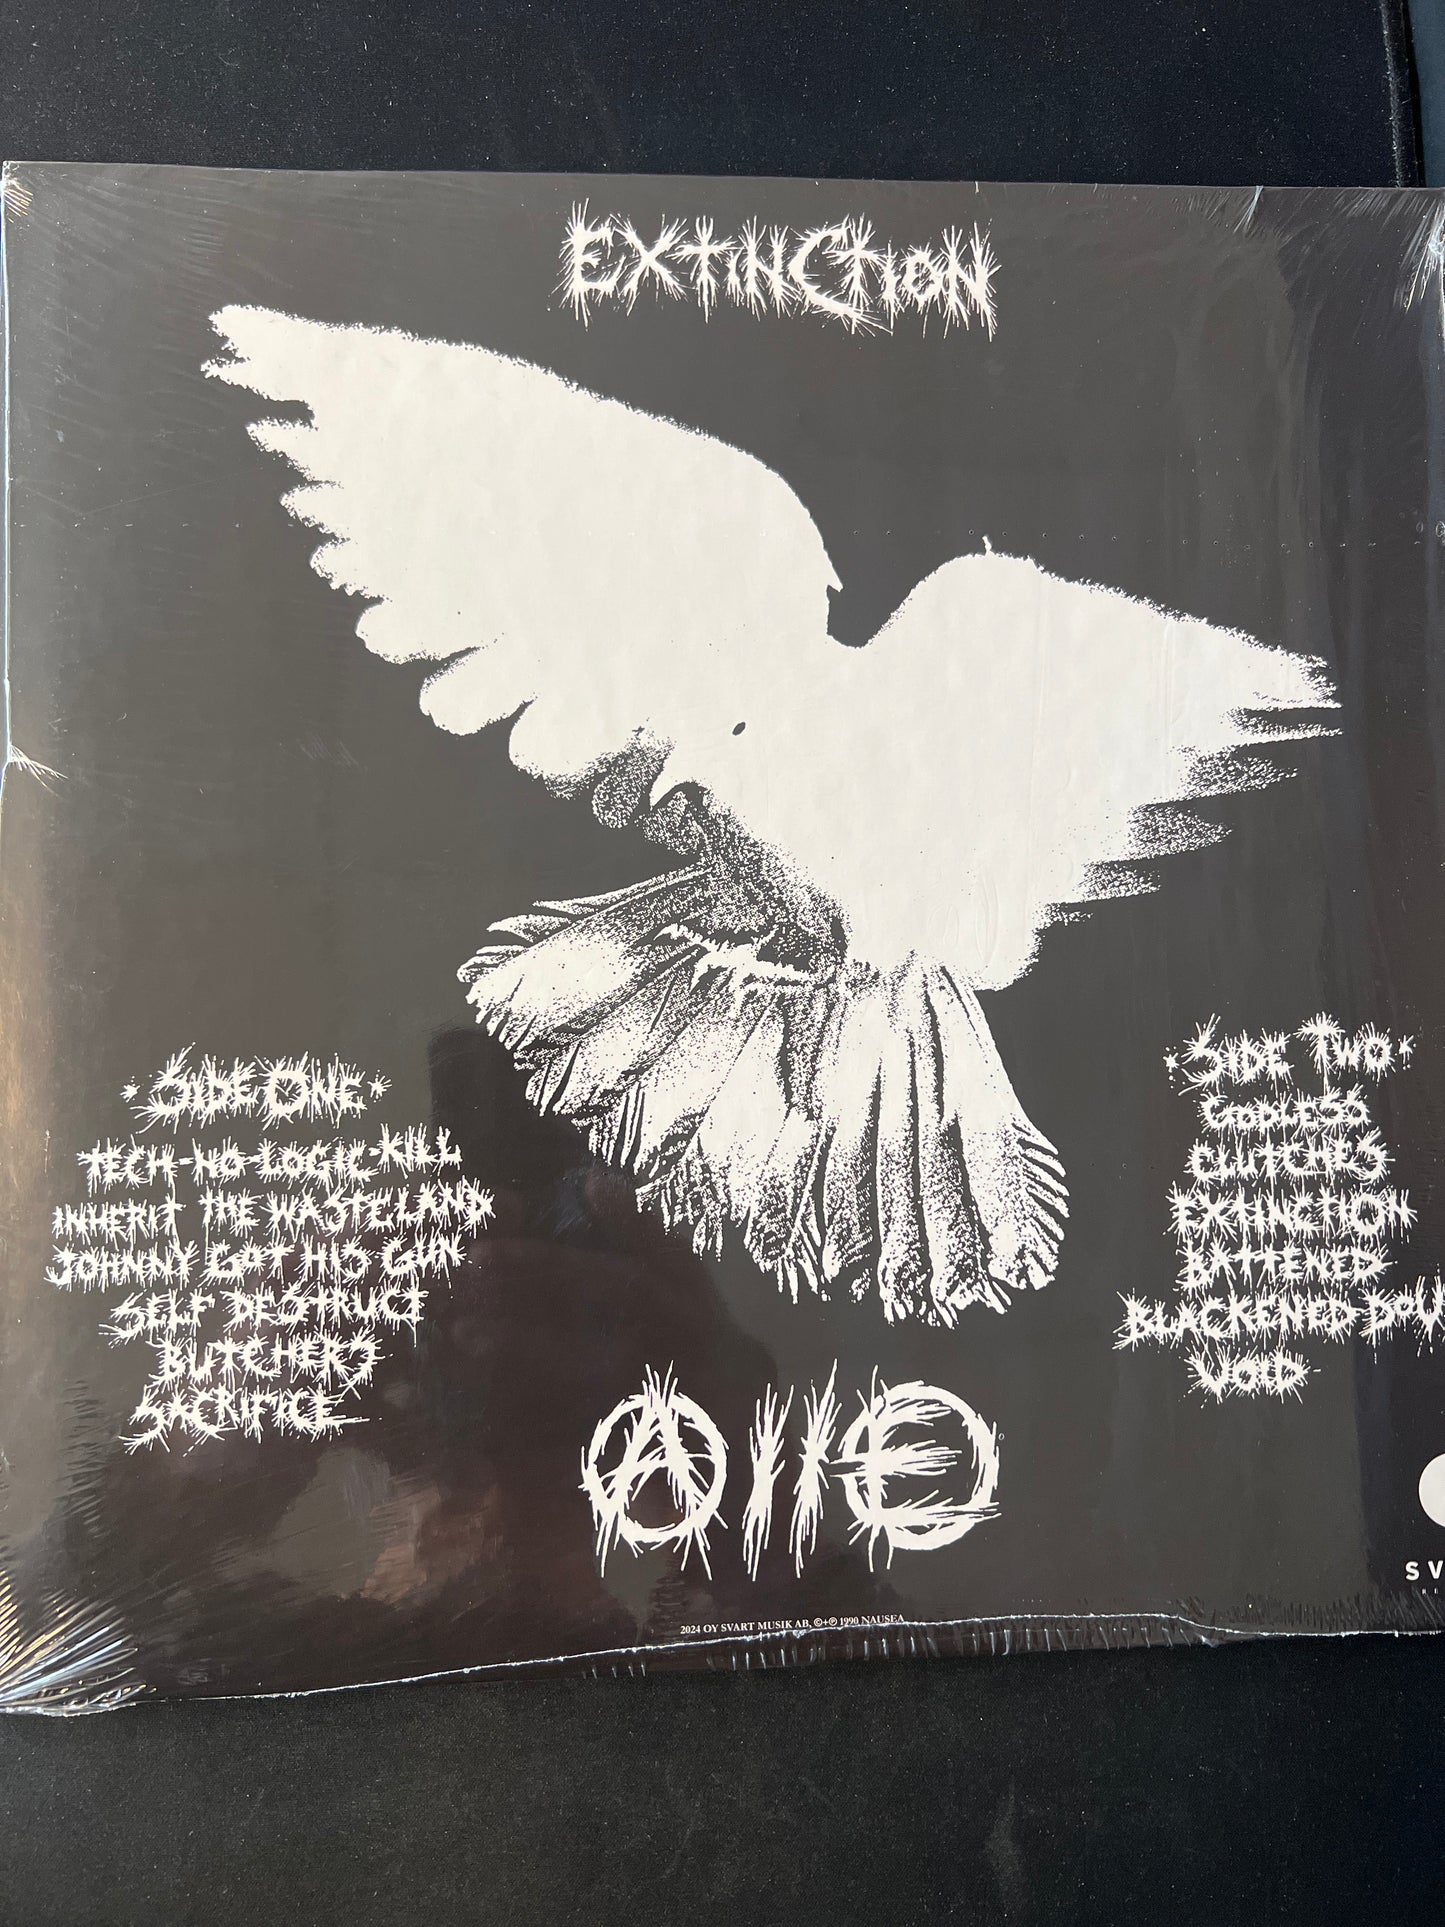 EXTINCTION
• SIDE ONE •
TECH-NO-LOGIC-KILL
INHERIT THE WASTELAND
JOHNNY GOT HIS GUN
SELF DESTRUCT
BUTCHERS
SACRIFICE
• SIDE TWO •
GODLESS
CLUTCHES
EXTINCTION
BATTERED
BLACKENED
VOID
A//E
2024 OY SVART MUSIK AB, ©+℗ 1990 NAUSEA